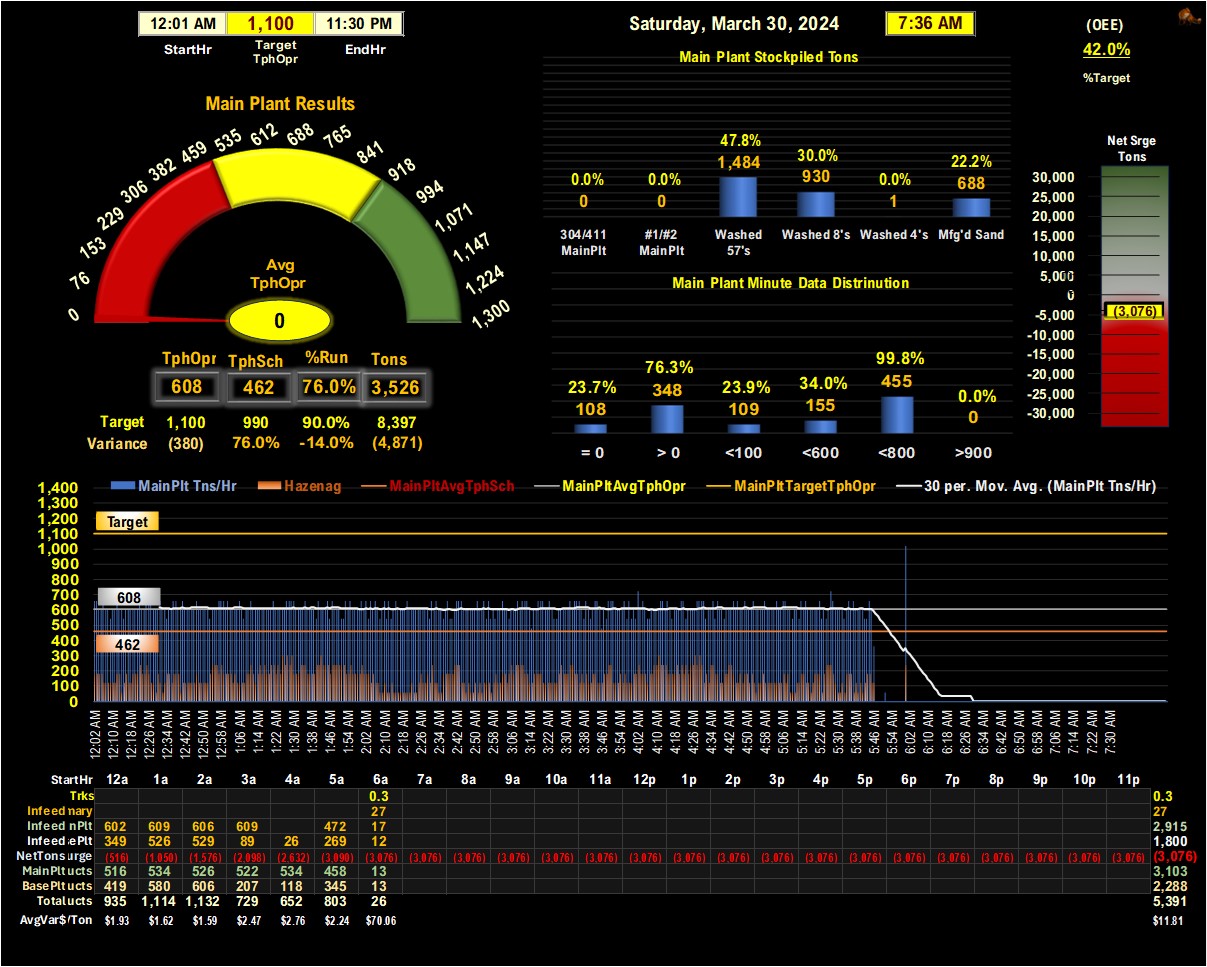 12:01 AM 1,100 11:30 PM
StartHr Target TphOpr EndHr
Saturday, March 30, 2024 7:36 AM
(OEE)
42.0%
%Target
Main Plant Results
0 76 153 229 306 382 459 535 612 688 765 841 918 994 1,071 1,147 1,224 1,300
Avg
TphOpr
0
TphOpr TphSch %Run Tons
608 462 76.0% 3,526
Target 1,100 990 90.0% 8,397
Variance (380) 76.0% -14.0% (4,871)
Main Plant Stockpiled Tons
0.0% 0.0% 47.8% 30.0% 0.0% 22.2%
0 0 1,484 930 1 688
304/411 MainPlt #1/#2 MainPlt Washed 57's Washed 8's Washed 4's Mfg'd Sand
Main Plant Minute Data Distrinution
23.7% 76.3% 23.9% 34.0% 99.8% 0.0%
108 348 109 155 455 0
= 0 > 0 <100 <600 <800 >900
Net Srge
Tons
30,000
25,000
20,000
15,000
10,000
5,000
0
-5,000
-10,000
-15,000
-20,000
-25,000
-30,000
(3,076)
MainPlt Tns/Hr Hazenag MainPltAvgTphSch MainPltAvgTphOpr MainPltTargetTphOpr 30 per. Mov. Avg. (MainPlt Tns/Hr)
1,400
1,300
1,200
1,100
1,000
900
800
700
600
500
400
300
200
100
0
Target
608
462
12:02 AM 12:10 AM 12:18 AM 12:26 AM 12:34 AM 12:42 AM 12:50 AM 12:58 AM 1:06 AM 1:14 AM 1:22 AM 1:30 AM 1:38 AM 1:46 AM 1:54 AM 2:02 AM 2:10 AM 2:18 AM 2:26 AM 2:34 AM 2:42 AM 2:50 AM 2:58 AM 3:06 AM 3:14 AM 3:22 AM 3:30 AM 3:38 AM 3:46 AM 3:54 AM 4:02 AM 4:10 AM 4:18 AM 4:26 AM 4:34 AM 4:42 AM 4:50 AM 4:58 AM 5:06 AM 5:14 AM 5:22 AM 5:30 AM 5:38 AM 5:46 AM 5:54 AM 6:02 AM 6:10 AM 6:18 AM 6:26 AM 6:34 AM 6:42 AM 6:50 AM 6:58 AM 7:06 AM 7:14 AM 7:22 AM 7:30 AM
StartHr 12a 1a 2a 3a 4a 5a 6a 7a 8a 9a 10a 11a 12p 1p 2p 3p 4p 5p 6p 7p 8p 9p 10p 11p
Trks 0.3 0.3
Infeed nary 27 27
Infeed nPlt 602 609 606 609 472 17 2,915
Infeed ePlt 349 526 529 89 26 269 12 1,800
NetTons urge (516) (1,050) (1,576) (2,098) (2,632) (3,090) (3,076) (3,076) (3,076) (3,076) (3,076) (3,076) (3,076) (3,076) (3,076) (3,076) (3,076) (3,076) (3,076) (3,076) (3,076) (3,076) (3,076) (3,076) (3,076)
MainPlt ucts 516 534 526 522 534 458 13 3,103
BasePlt ucts 419 580 606 207 118 345 13 2,288
Total ucts 935 1,114 1,132 729 652 803 26 5,391
AvgVar$/Ton $1.93 $1.62 $1.59 $2.47 $2.76 $2.24 $70.06 $11.81